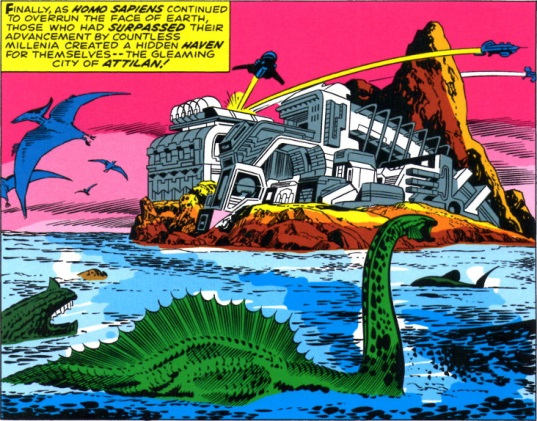 FINALLY, AS HOMO SAPIENS CONTINUED
TO OVERRUN THE FACE OF EARTH,
THOSE WHO HAD SURPASSED THEIR
ADVANCEMENT BY COUNTLESS
MILLENIA CREATED A HIDDEN HAVEN
FOR THEMSELVES--THE GLEAMING
CITY OF ATTILAN!